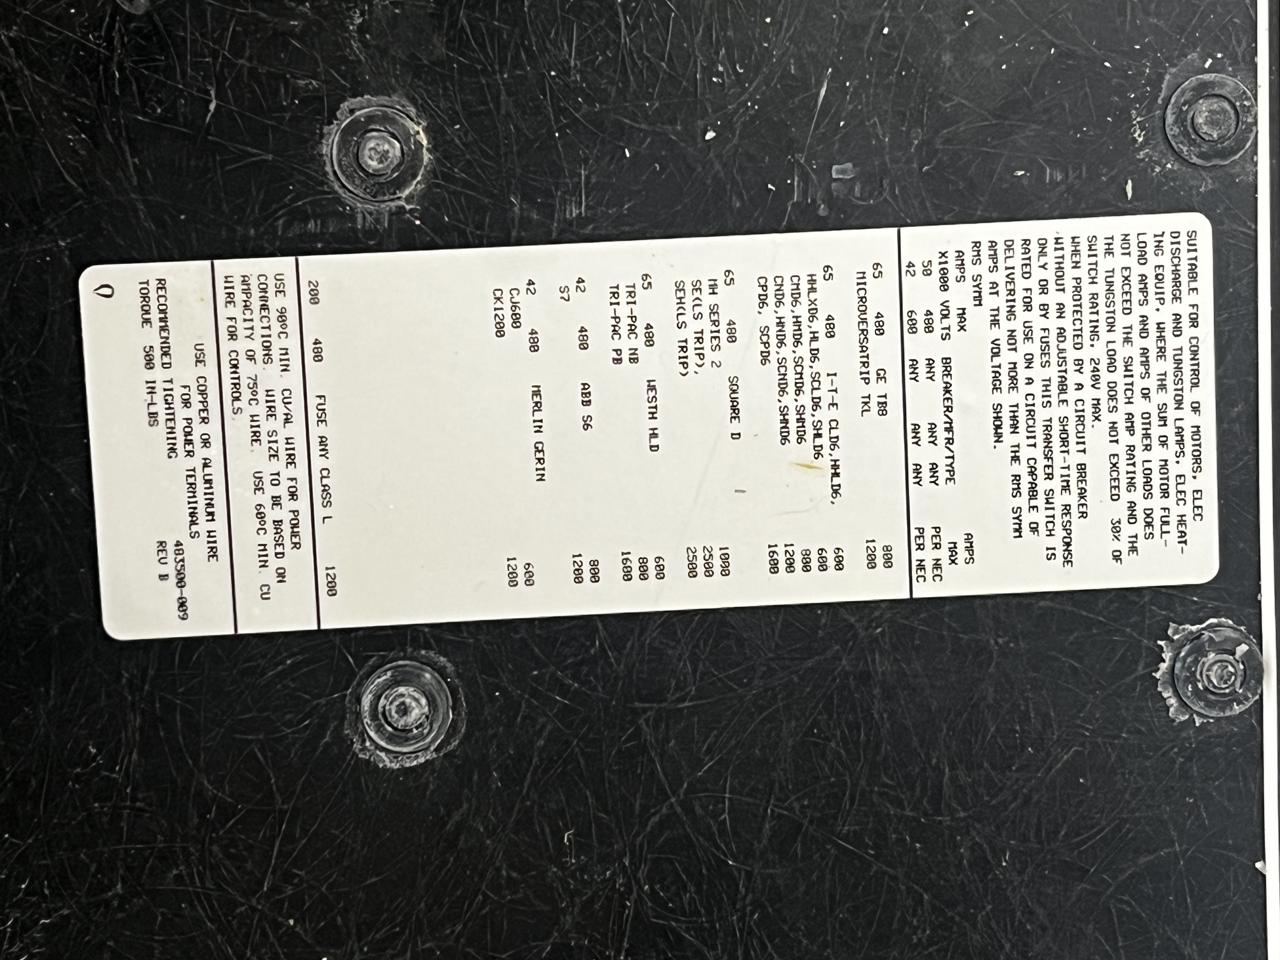 SUITABLE FOR CONTROL OF MOTORS, ELEC
DISCHARGE AND TUNGSTON LAMPS, ELEC HEAT-
ING EQUIP, WHERE THE SUM OF MOTOR FULL-
LOAD AMPS AND AMPS OF OTHER LOADS DOES
NOT EXCEED THE SWITCH AMP RATING AND THE
THE TUNGSTON LOAD DOES NOT EXCEED 30% OF
SWITCH RATING, 240V MAX.
WHEN PROTECTED BY A CIRCUIT BREAKER
WITHOUT AN ADJUSTABLE SHORT-TIME RESPONSE
ONLY OR BY FUSES THIS TRANSFER SWITCH IS
RATED FOR USE ON A CIRCUIT CAPABLE OF
DELIVERING NOT MORE THAN THE RMS SYMM
AMPS AT THE VOLTAGE SHOWN.
RMS SYMM
AMPS MAX AMPS
X1000 VOLTS BREAKER/MFR/TYPE MAX
50 480 ANY ANY ANY PER NEC
42 600 ANY ANY ANY PER NEC
65 480 GE TB8 800
MICROVERSATRIP TKL 1200
65 480 I-T-E CLD6,HHLD6, 600
HHLXD6,HLD6,SCLD6,SHLD6 600
CMD6,HMD6,SCMD6,SHMD6 800
CND6,HND6,SCND6,SHND6 1200
CPD6, SCPD6 1600
65 480 SQUARE D
MH SERIES 2 1000
SE(LS TRIP), 2500
SEH(LS TRIP) 2500
65 480 WESTH HLD 600
TRI-PAC NB 800
TRI-PAC PB 1600
42 480 ABB S6 800
S7 1200
42 480 MERLIN GERIN
CJ600 600
CK1200 1200
200 480 FUSE ANY CLASS L 1200
USE 90°C MIN. CU/AL WIRE FOR POWER
CONNECTIONS. WIRE SIZE TO BE BASED ON
AMPACITY OF 75°C WIRE. USE 60°C MIN. CU
WIRE FOR CONTROLS.
USE COPPER OR ALUMINUM WIRE
FOR POWER TERMINALS
RECOMMENDED TIGHTENING 483500-009
TORQUE 500 IN-LBS REV B